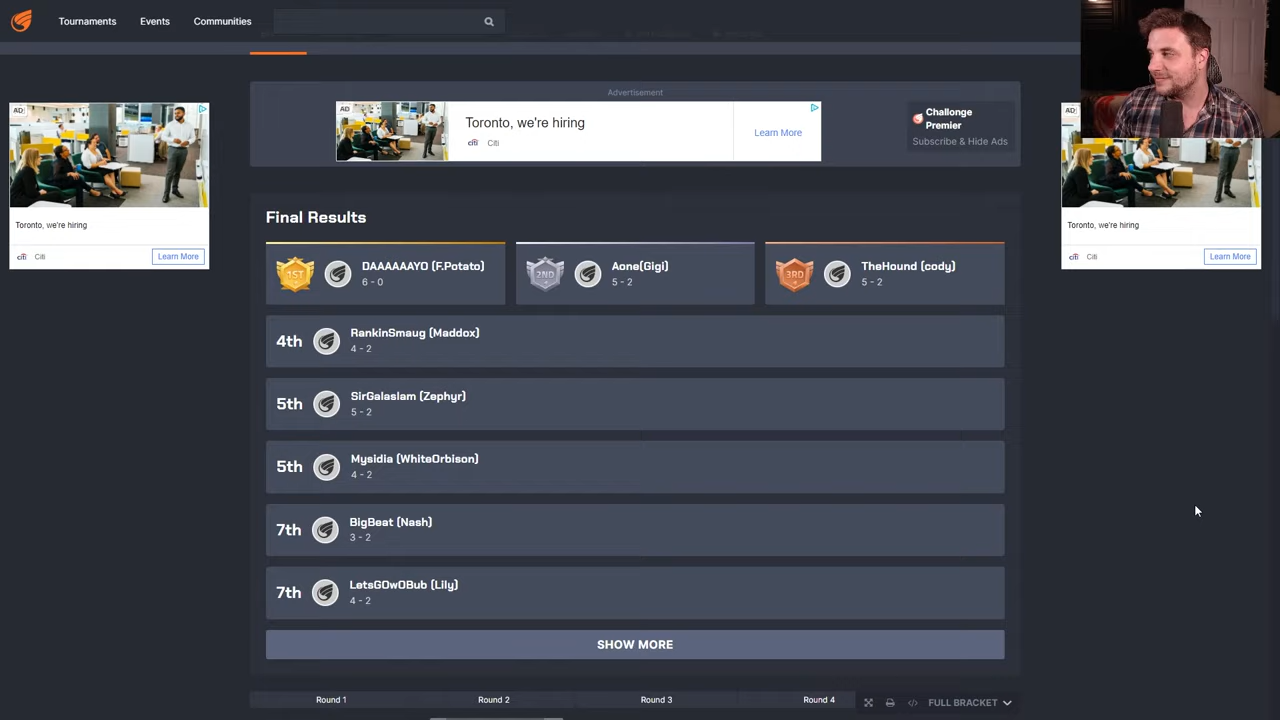 Tournaments
Events
Communities
Advertisement
AD
Toronto, we're hiring
citi
Citi
Learn More
Challonge
Premier
Subscribe & Hide Ads
AD
Toronto, we're hiring
citi
Citi
Learn More
AD
Toronto, we're hiring
citi
Citi
Learn More
Final Results
1ST
DAAAAAYO (F.Potato)
6 - 0
2ND
Aone(Gigi)
5 - 2
3RD
TheHound (cody)
5 - 2
4th
RankinSmaug (Maddox)
4 - 2
5th
SirGalaslam (Zephyr)
5 - 2
5th
Mysidia (WhiteOrbison)
4 - 2
7th
BigBeat (Nash)
3 - 2
7th
LetsGOwOBub (Lily)
4 - 2
SHOW MORE
Round 1
Round 2
Round 3
Round 4
FULL BRACKET